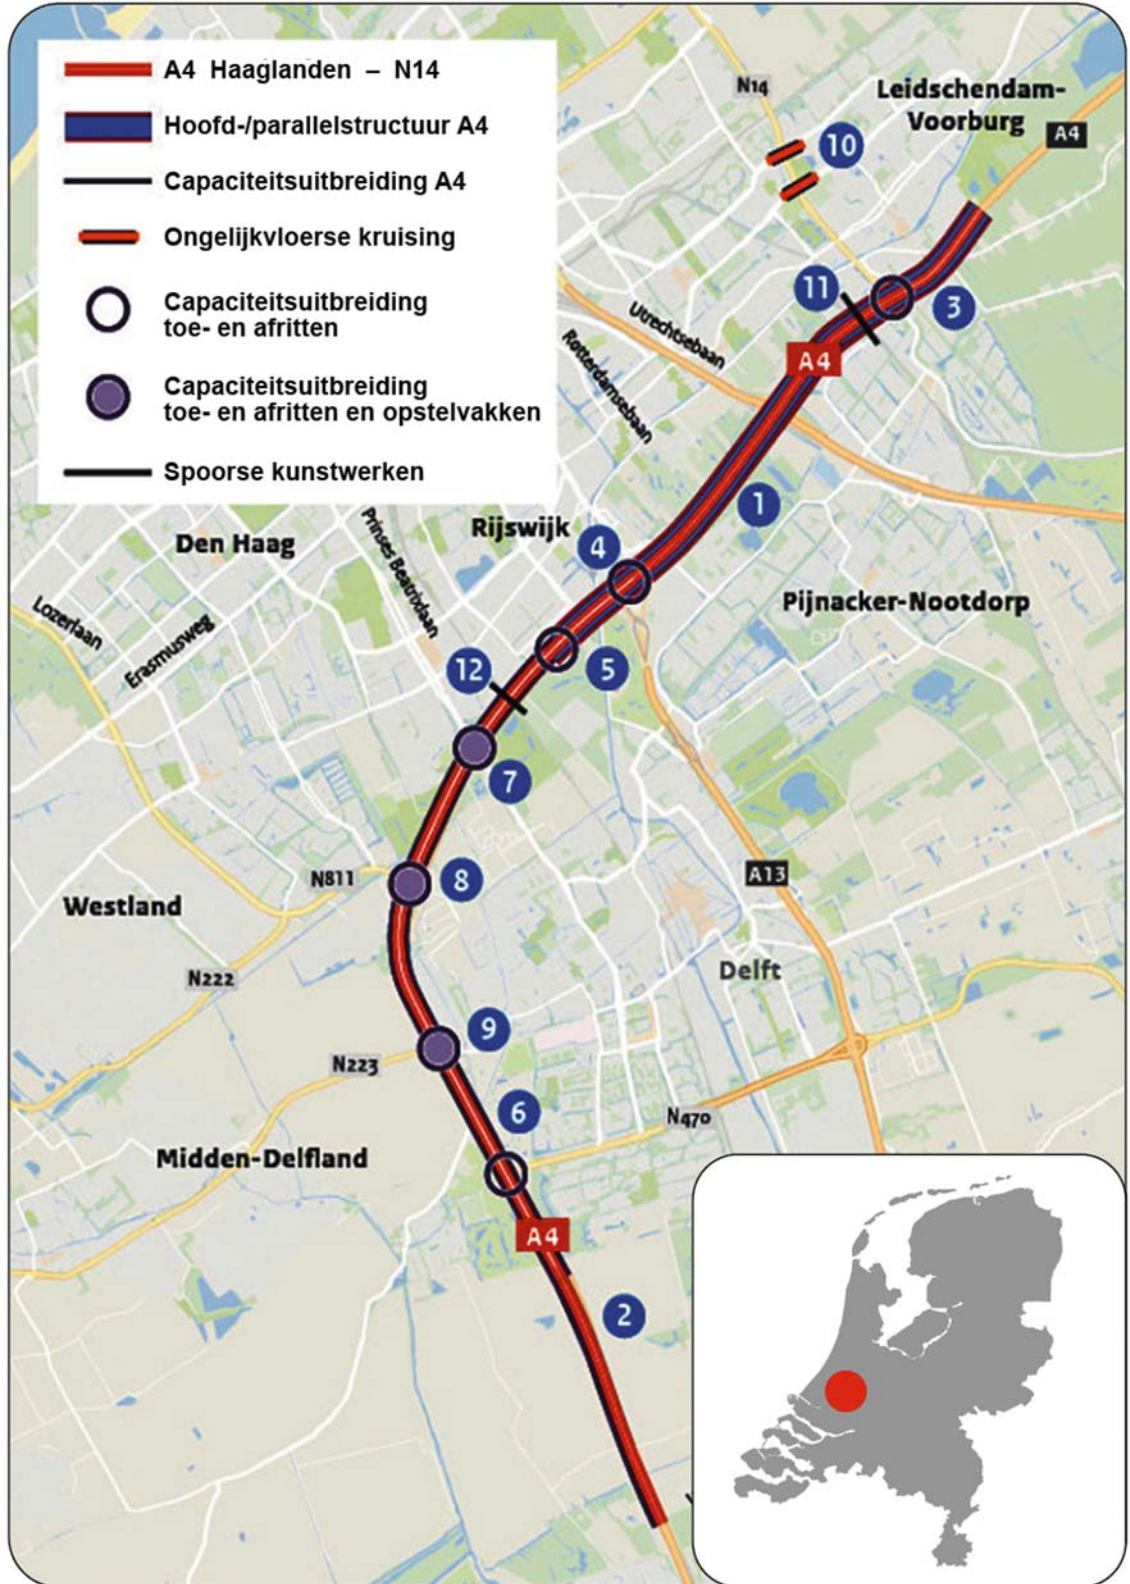 A4 Haaglanden – N14
Hoofd-/parallelstructuur A4
Capaciteitsuitbreiding A4
Ongelijkvloerse kruising
Capaciteitsuitbreiding
toe- en afritten
Capaciteitsuitbreiding
toe- en afritten en opstelvakken
Spoorse kunstwerken
N14
Leidschendam-
Voorburg
A4
10
11
3
Utrechtsebaan
Rotterdamsebaan
A4
1
Prinses Beatrixlaan
Rijswijk
4
Den Haag
Pijnacker-Nootdorp
Lozerlaan
Erasmusweg
12
5
7
N811
8
A13
Westland
N222
Delft
9
N223
6
N470
Midden-Delfland
A4
2